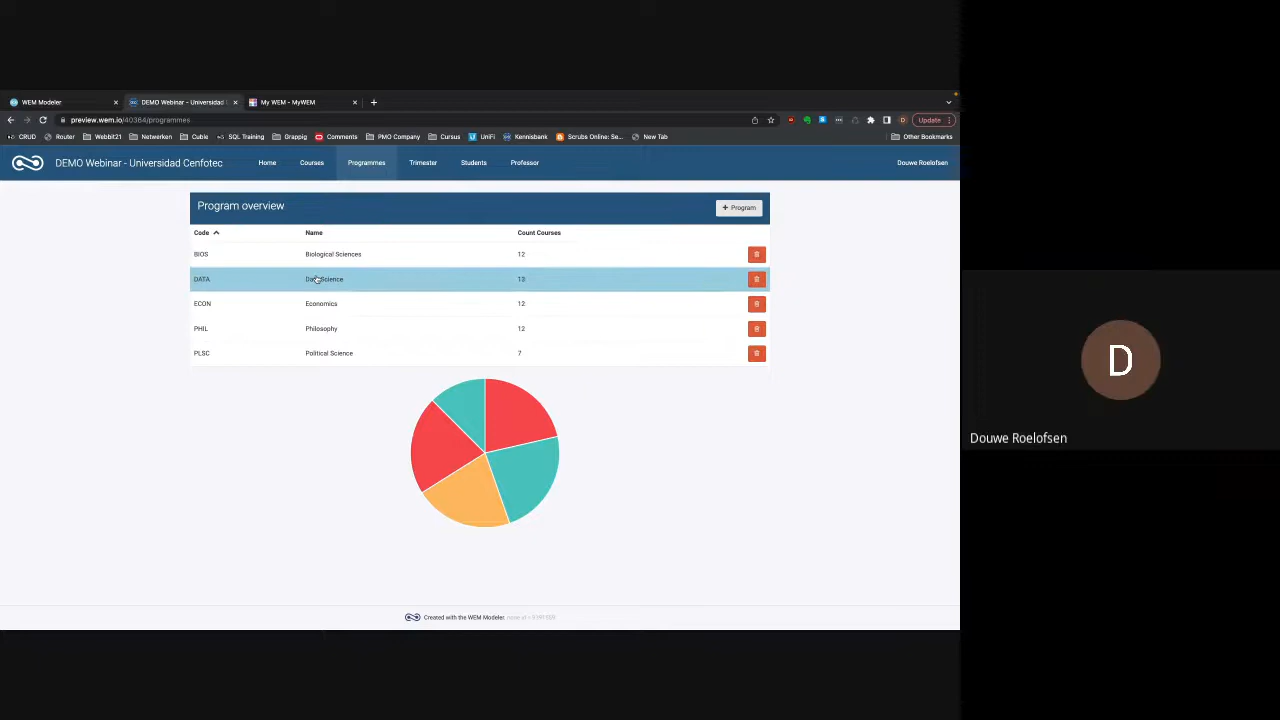 WEM Modeler
DEMO Webinar - Universidad
My WEM - MyWEM
preview.wem.io/40364/programmes
Update
CRUD Router Webbit21 Netwerken Cuble SQL Training Grappig Comments PMO Company Cursus UniFi Kennisbank Scrubs Online: Se... New Tab Other Bookmarks
DEMO Webinar - Universidad Cenfotec Home Courses Programmes Trimester Students Professor Douwe Roelofsen
Program overview + Program
Code Name Count Courses
BIOS Biological Sciences 12
DATA Data Science 13
ECON Economics 12
PHIL Philosophy 12
PLSC Political Science 7
Created with the WEM Modeler.
D
Douwe Roelofsen